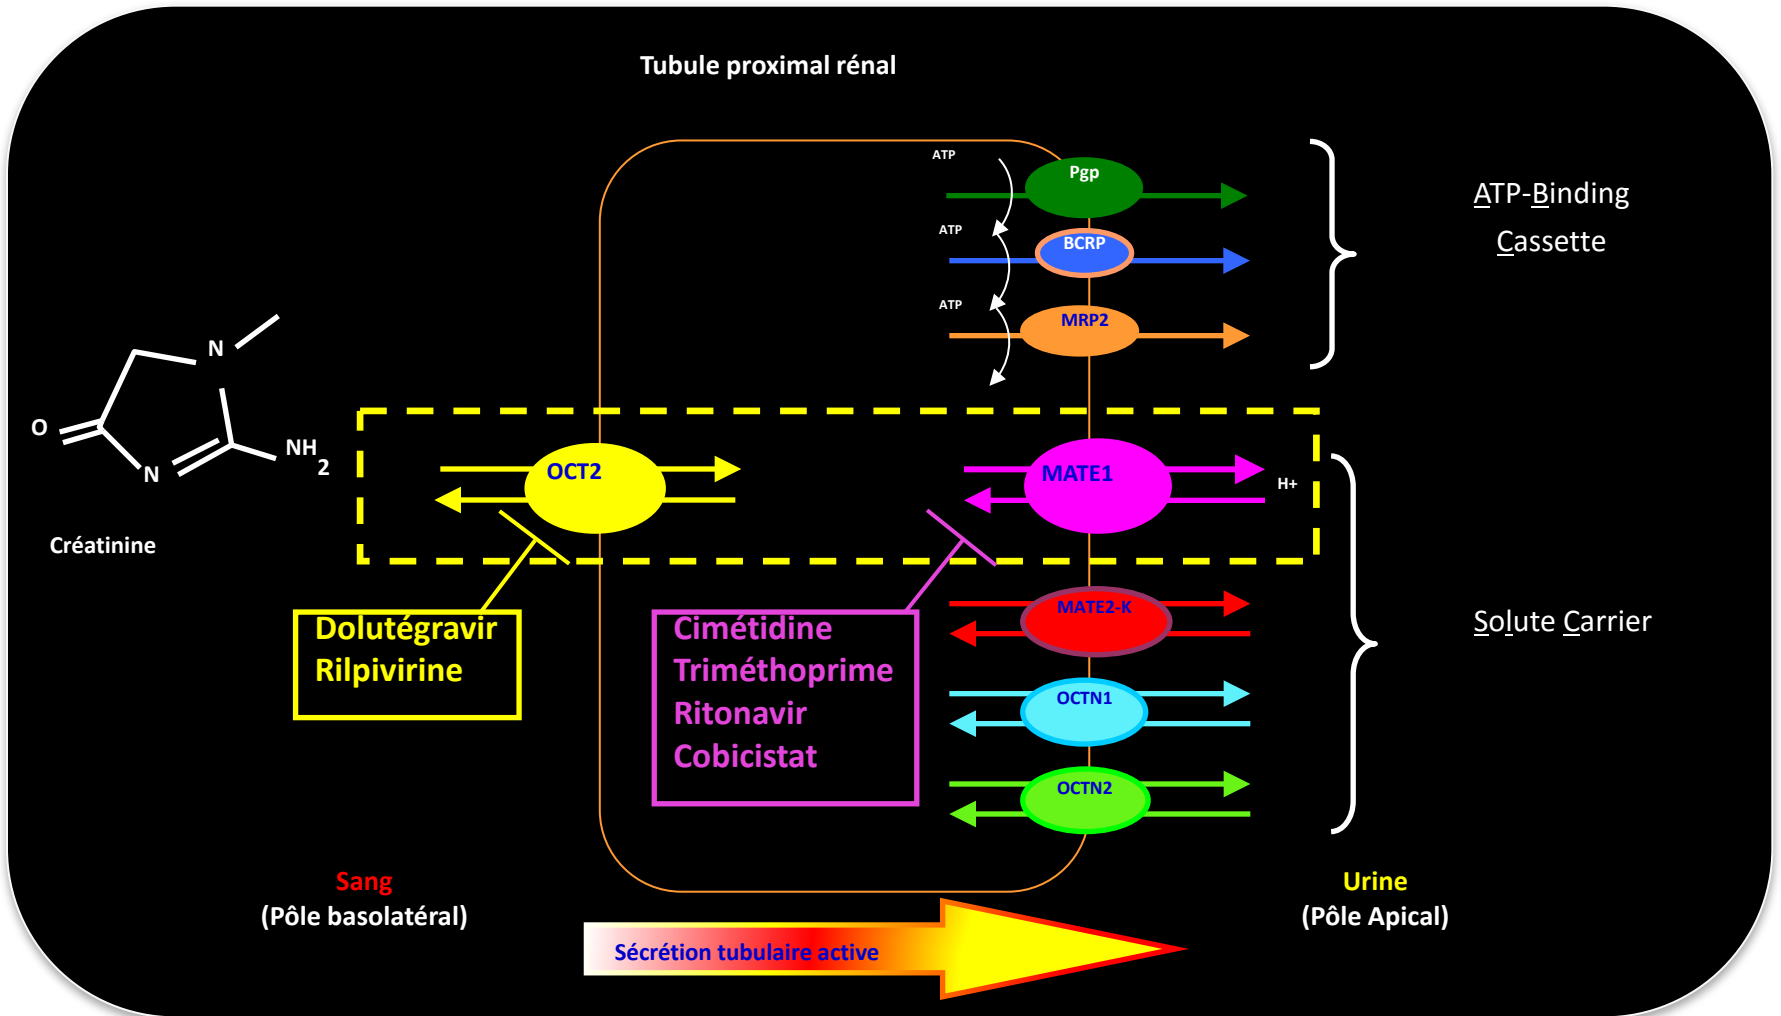 Tubule proximal rénal
ATP
Pgp
ATP-Binding
Cassette
ATP
BCRP
ATP
MRP2
N
O
N
NH
2
Créatinine
OCT2
MATE1
H+
Dolutégravir
Rilpivirine
Cimétidine
Triméthoprime
Ritonavir
Cobicistat
MATE2-K
OCTN1
OCTN2
Solute Carrier
Sang
(Pôle basolatéral)
Urine
(Pôle Apical)
Sécrétion tubulaire active